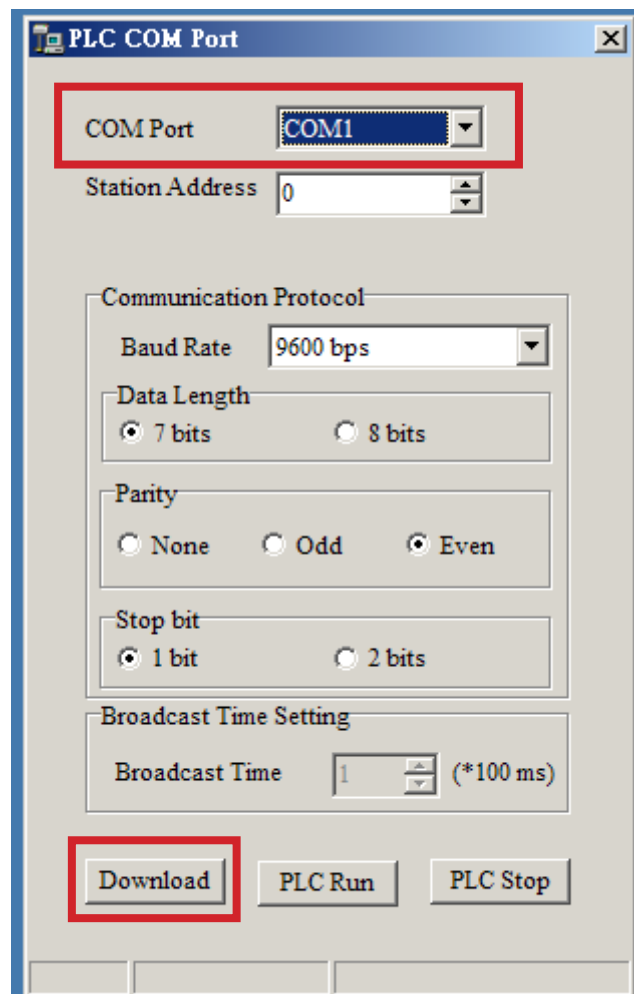 PLC COM Port
COM Port COM1
Station Address 0
Communication Protocol
Baud Rate 9600 bps
Data Length
7 bits 8 bits
Parity
None Odd Even
Stop bit
1 bit 2 bits
Broadcast Time Setting
Broadcast Time 1 (*100 ms)
Download PLC Run PLC Stop